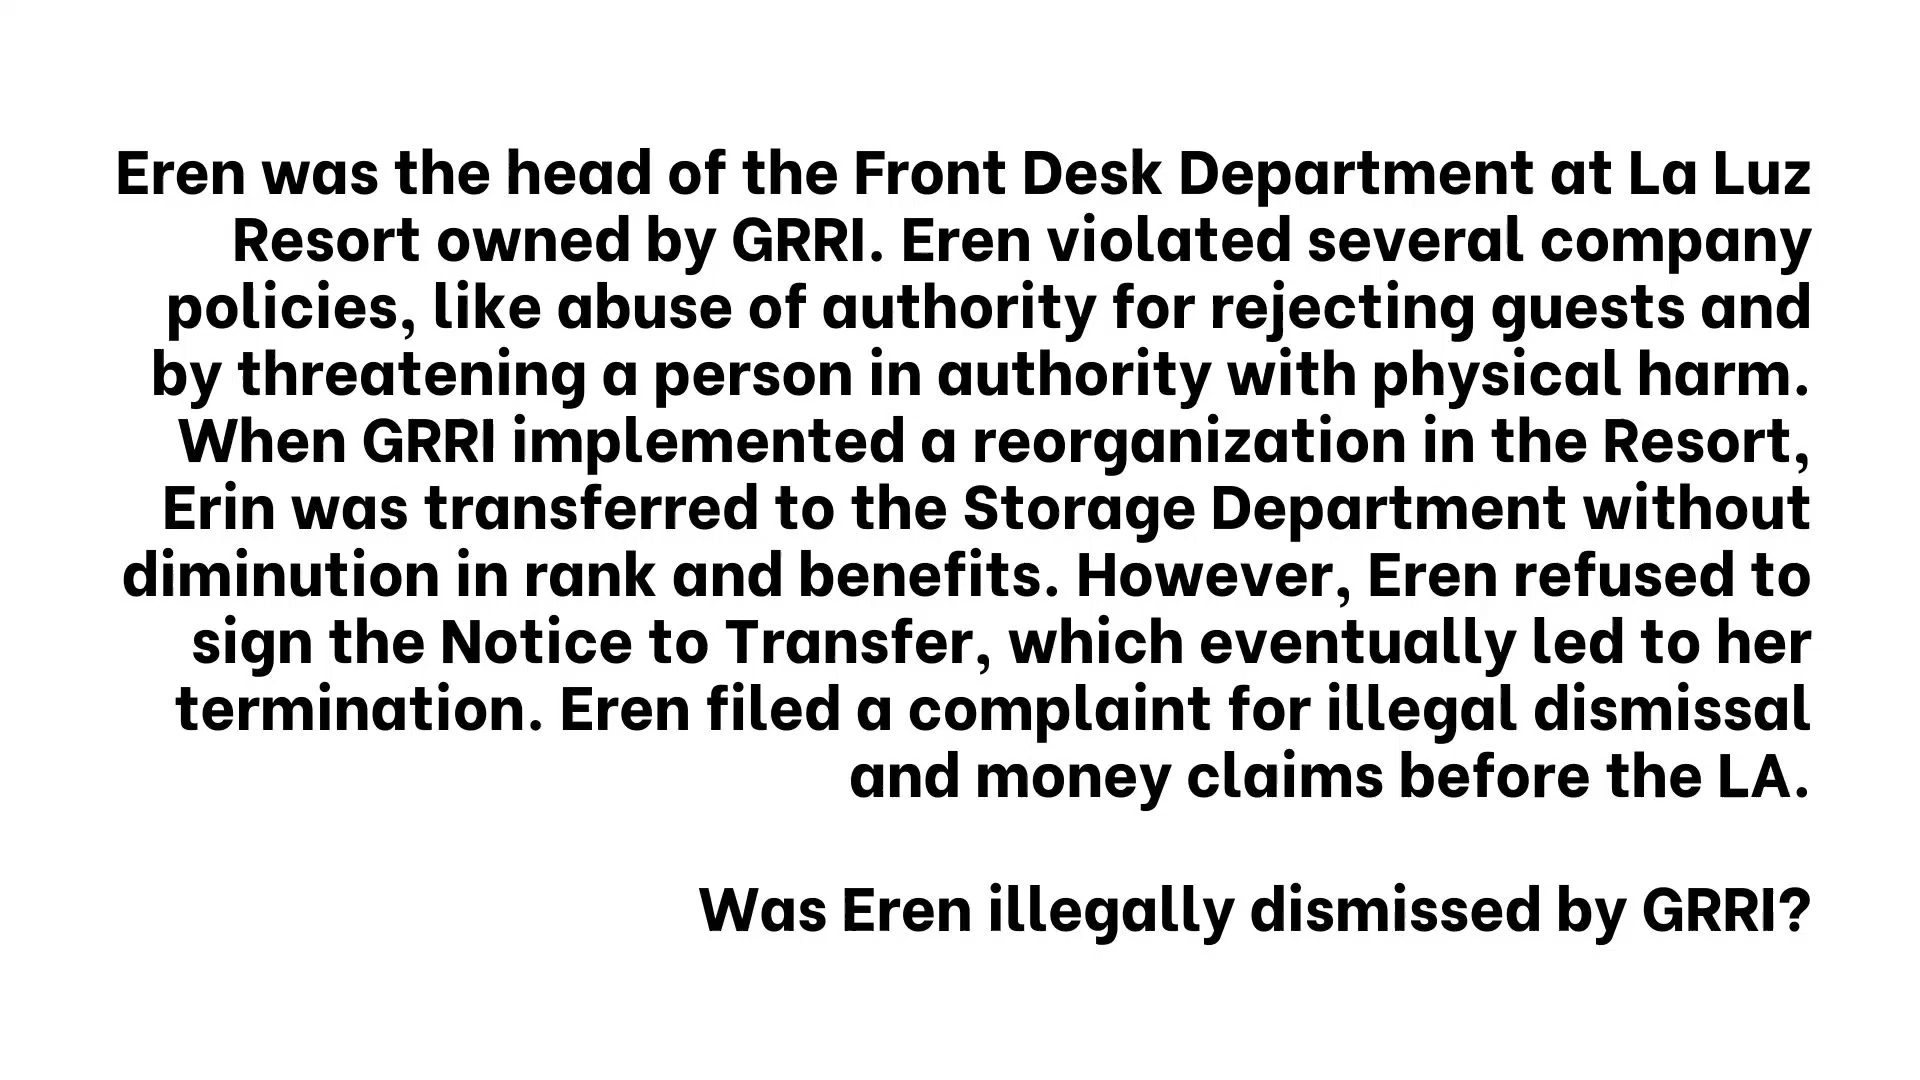 Eren was the head of the Front Desk Department at La Luz
Resort owned by GRRI. Eren violated several company
policies, like abuse of authority for rejecting guests and
by threatening a person in authority with physical harm.
When GRRI implemented a reorganization in the Resort,
Erin was transferred to the Storage Department without
diminution in rank and benefits. However, Eren refused to
sign the Notice to Transfer, which eventually led to her
termination. Eren filed a complaint for illegal dismissal
and money claims before the LA.
Was Eren illegally dismissed by GRRI?